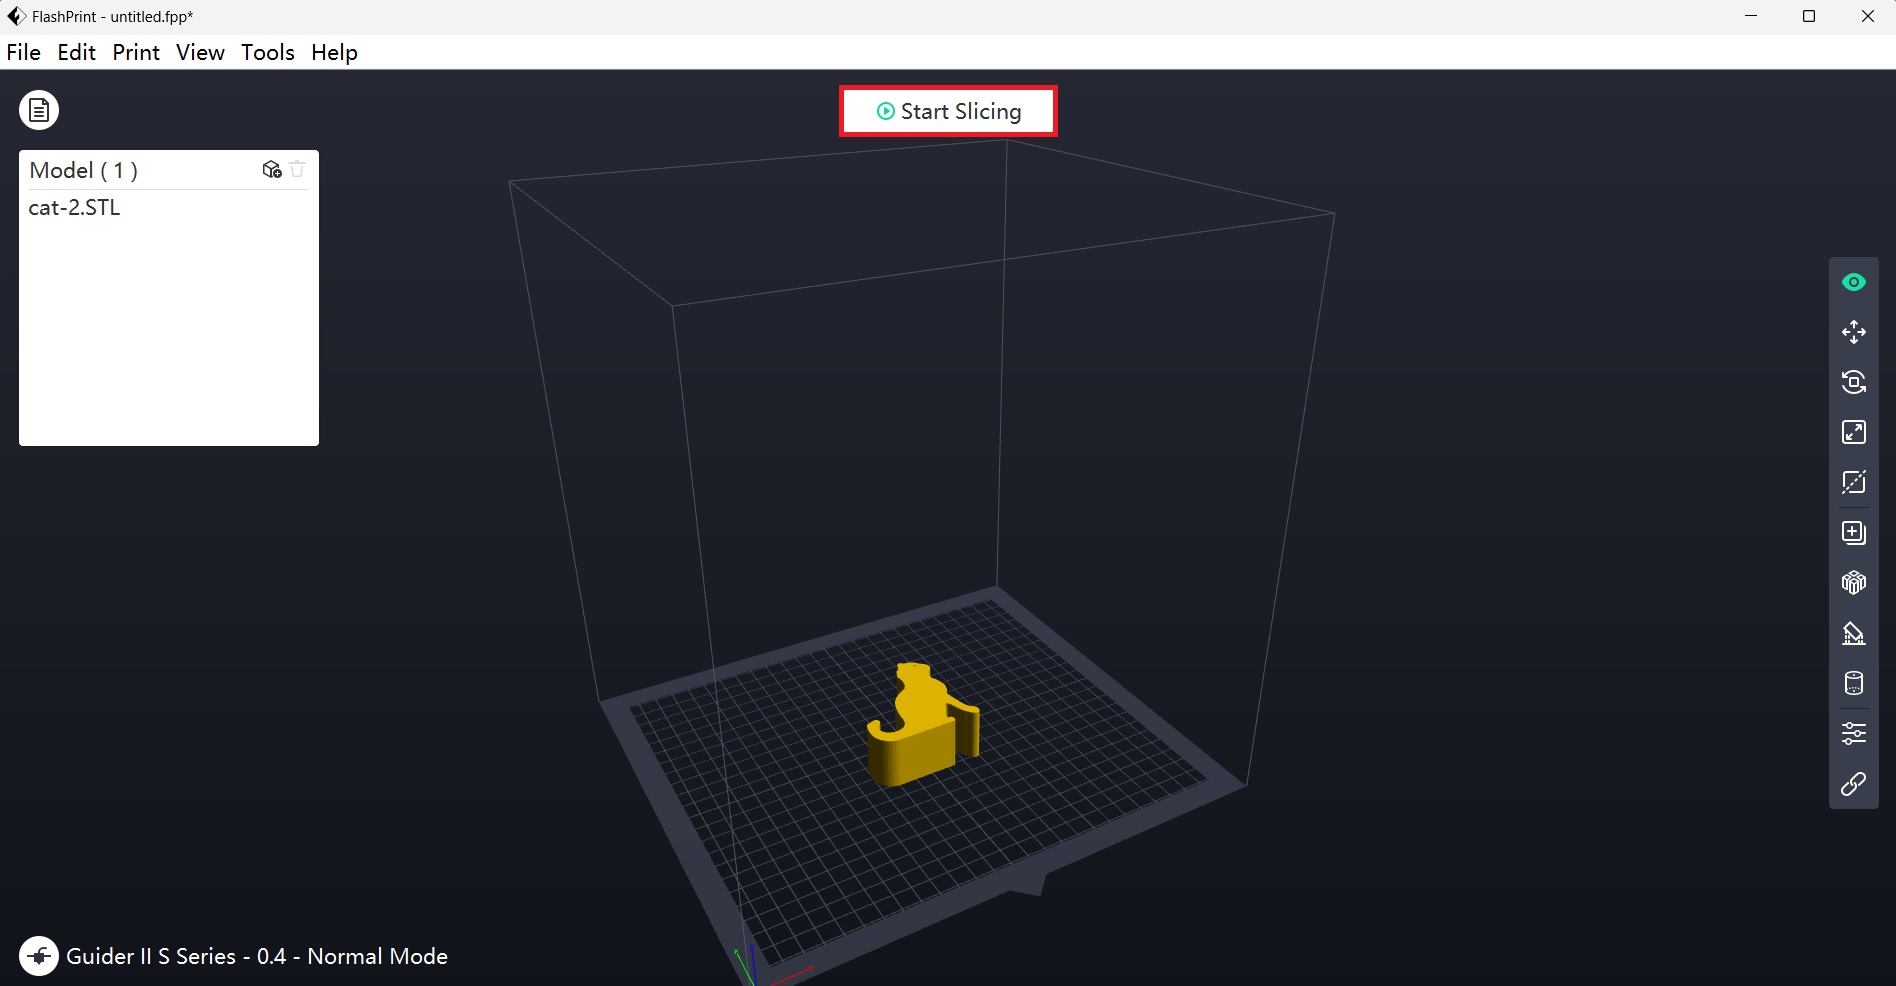 FlashPrint - untitled.fpp*
File Edit Print View Tools Help
Start Slicing
Model ( 1 )
cat-2.STL
Guider II S Series - 0.4 - Normal Mode